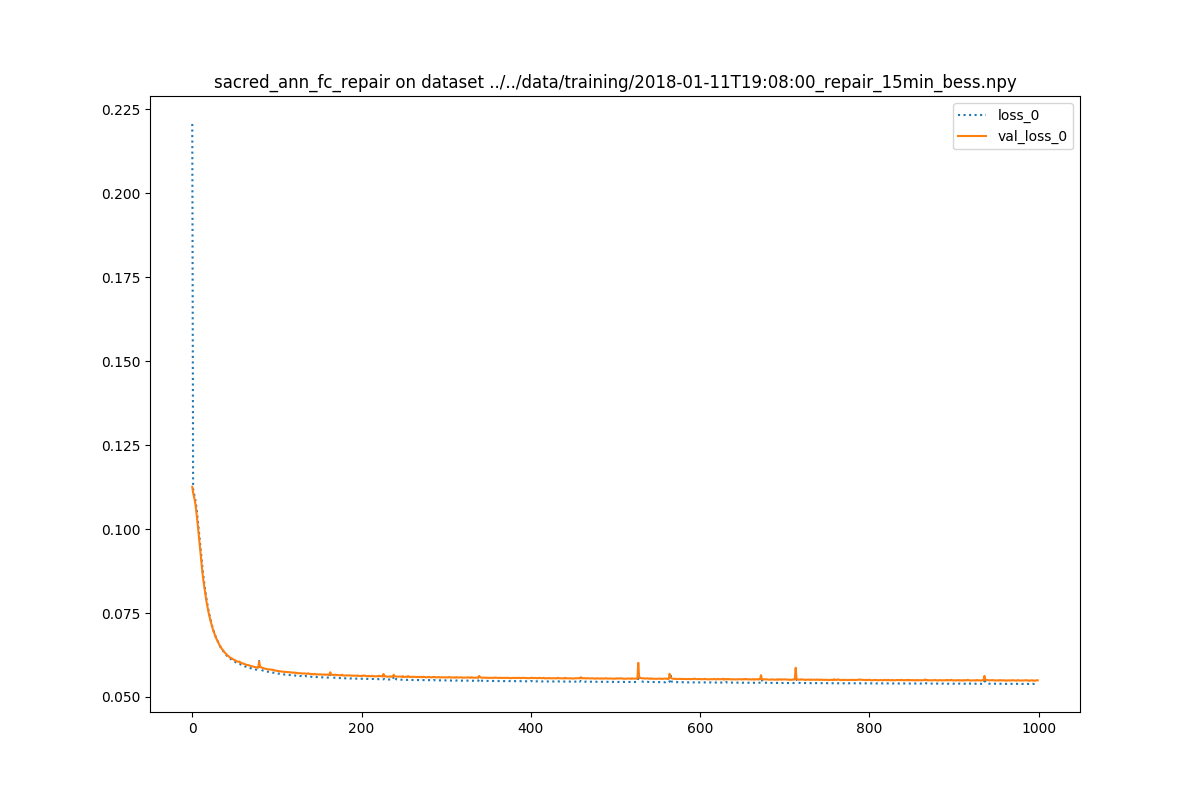 sacred_ann_fc_repair on dataset ../../data/training/2018-01-11T19:08:00_repair_15min_bess.npy
loss_0
val_loss_0
0.225
0.200
0.175
0.150
0.125
0.100
0.075
0.050
0 200 400 600 800 1000